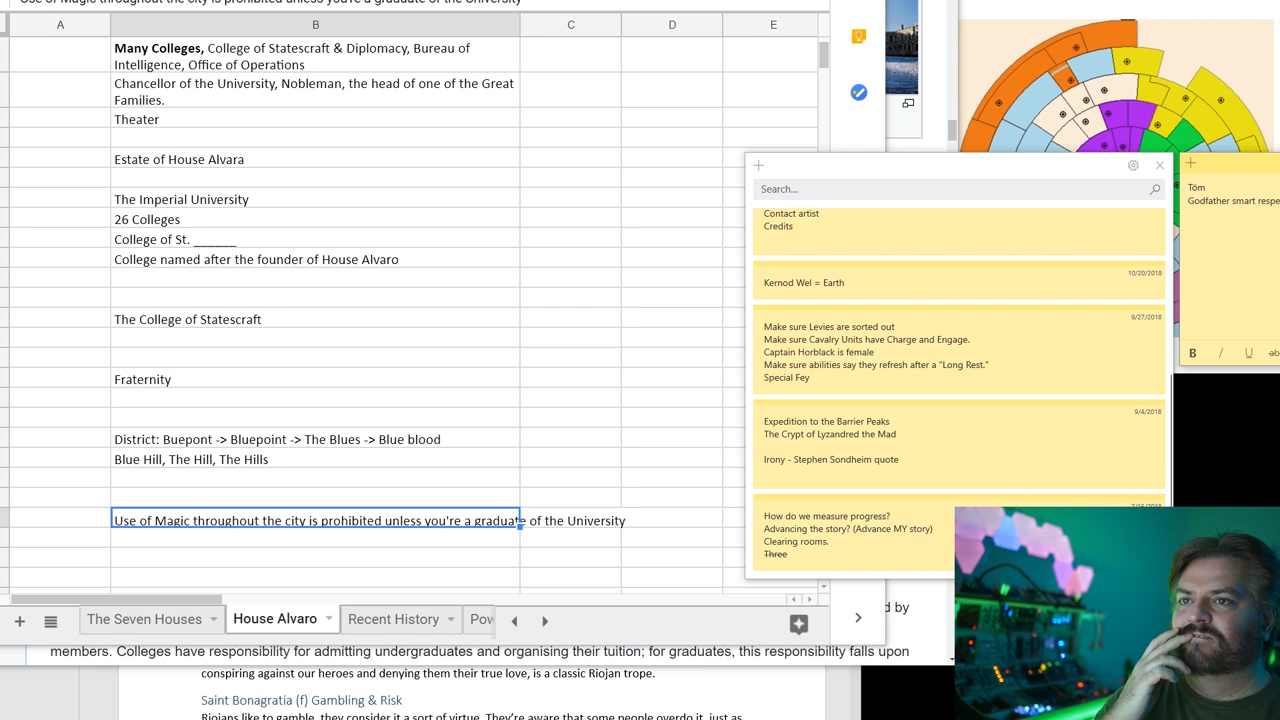 Use of Magic throughout the city is prohibited unless you're a graduate of the University
A B C D E
Many Colleges, College of Statescraft & Diplomacy, Bureau of
Intelligence, Office of Operations
Chancellor of the University, Nobleman, the head of one of the Great
Families.
Theater
Estate of House Alvara
The Imperial University
26 Colleges
College of St. ______
College named after the founder of House Alvaro
The College of Statescraft
Fraternity
District: Buepont -> Bluepoint -> The Blues -> Blue blood
Blue Hill, The Hill, The Hills
Use of Magic throughout the city is prohibited unless you're a graduate of the University
The Seven Houses House Alvaro Recent History Pow
d by
members. Colleges have responsibility for admitting undergraduates and organising their tuition; for graduates, this responsibility falls upon
conspiring against our heroes and denying them their true love, is a classic Riojan trope.
Saint Bonagratia (f) Gambling & Risk
Riojans like to gamble, they consider it a sort of virtue. They're aware that some people overdo it, just as
Search...
Contact artist
Credits
10/20/2018
Kernod Wel = Earth
9/27/2018
Make sure Levies are sorted out
Make sure Cavalry Units have Charge and Engage.
Captain Horblack is female
Make sure abilities say they refresh after a "Long Rest."
Special Fey
9/4/2018
Expedition to the Barrier Peaks
The Crypt of Lyzandred the Mad
Irony - Stephen Sondheim quote
How do we measure progress?
Advancing the story? (Advance MY story)
Clearing rooms.
Three
Tom
Godfather smart respe
B I U ab